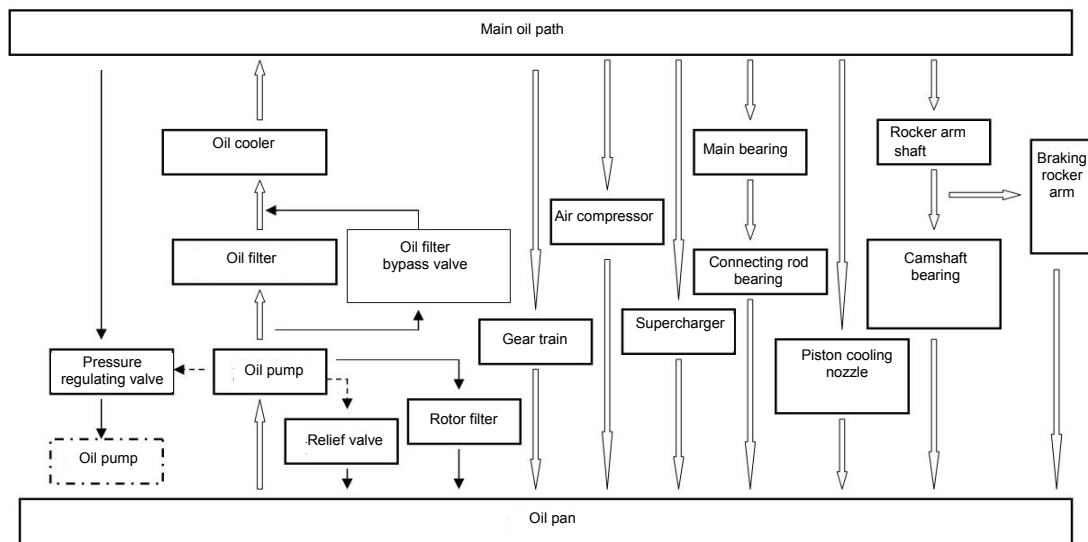 Main oil path
Oil cooler
Main bearing
Rocker arm
shaft
Braking
rocker
arm
Air compressor
Oil filter
Oil filter
bypass valve
Connecting rod
bearing
Camshaft
bearing
Supercharger
Gear train
Pressure
regulating valve
Oil pump
Piston cooling
nozzle
Rotor filter
Relief valve
Oil pump
Oil pan